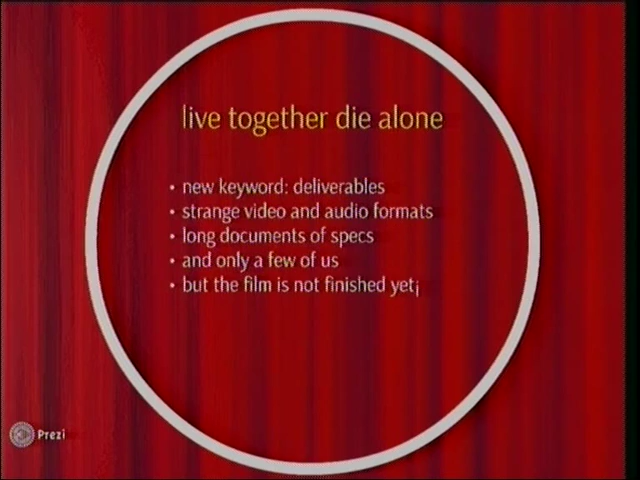 live together die alone
• new keyword: deliverables
• strange video and audio formats
• long documents of specs
• and only a few of us
• but the film is not finished yet¡
Prezi